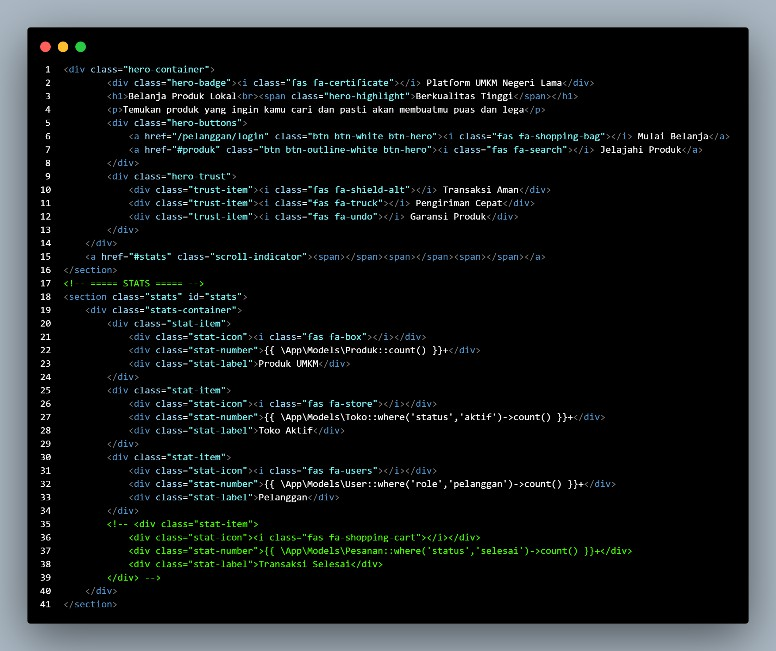 1 <div class="hero-container">
2 <div class="hero-badge"><i class="fas fa-certificate"></i> Platform UMKM Negeri Lama</div>
3 <h1>Belanja Produk Lokal<br><span class="hero-highlight">Berkualitas Tinggi</span></h1>
4 <p>Temukan produk yang ingin kamu cari dan pasti akan membuatmu puas dan lega</p>
5 <div class="hero-buttons">
6 <a href="/pelanggan/login" class="btn btn-white btn-hero"><i class="fas fa-shopping-bag"></i> Mulai Belanja</a>
7 <a href="#produk" class="btn btn-outline-white btn-hero"><i class="fas fa-search"></i> Jelajahi Produk</a>
8 </div>
9 <div class="hero trust">
10 <div class="trust-item"><i class="fas fa-shield-alt"></i> Transaksi Aman</div>
11 <div class="trust-item"><i class="fas fa-truck"></i> Pengiriman Cepat</div>
12 <div class="trust-item"><i class="fas fa-undo"></i> Garansi Produk</div>
13 </div>
14 </div>
15 <a href="#stats" class="scroll-indicator"><span></span><span></span><span></span></a>
16 </section>
17 <!-- ===== STATS ===== -->
18 <section class="stats" id="stats">
19 <div class="stats-container">
20 <div class="stat-item">
21 <div class="stat-icon"><i class="fas fa-box"></i></div>
22 <div class="stat-number">{{ \App\Models\Produk::count() }}+</div>
23 <div class="stat-label">Produk UMKM</div>
24 </div>
25 <div class="stat-item">
26 <div class="stat-icon"><i class="fas fa-store"></i></div>
27 <div class="stat-number">{{ \App\Models\Toko::where('status','aktif')->count() }}+</div>
28 <div class="stat-label">Toko Aktif</div>
29 </div>
30 <div class="stat-item">
31 <div class="stat-icon"><i class="fas fa-users"></i></div>
32 <div class="stat-number">{{ \App\Models\User::where('role','pelanggan')->count() }}+</div>
33 <div class="stat-label">Pelanggan</div>
34 </div>
35 <!-- <div class="stat-item">
36 <div class="stat-icon"><i class="fas fa-shopping-cart"></i></div>
37 <div class="stat-number">{{ \App\Models\Pesanan::where('status','selesai')->count() }}+</div>
38 <div class="stat-label">Transaksi Selesai</div>
39 </div> -->
40 </div>
41 </section>